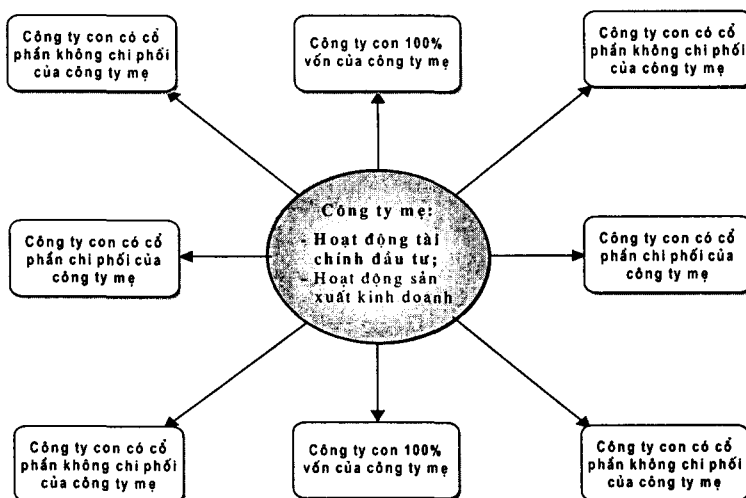 Công ty con có cổ
phần không chi phối
của công ty mẹ
Công ty con 100%
vốn của công ty mẹ
Công ty con có cổ
phần không chi phối
của công ty mẹ
Công ty mẹ:
- Hoạt động tài
chính đầu tư;
- Hoạt động sản
xuất kinh doanh
Công ty con có cổ
phần chi phối của
công ty mẹ
Công ty con có cổ
phần chi phối của
công ty mẹ
Công ty con có cổ
phần không chi phối
của công ty mẹ
Công ty con 100%
vốn của công ty mẹ
Công ty con có cổ
phần không chi phối
của công ty mẹ